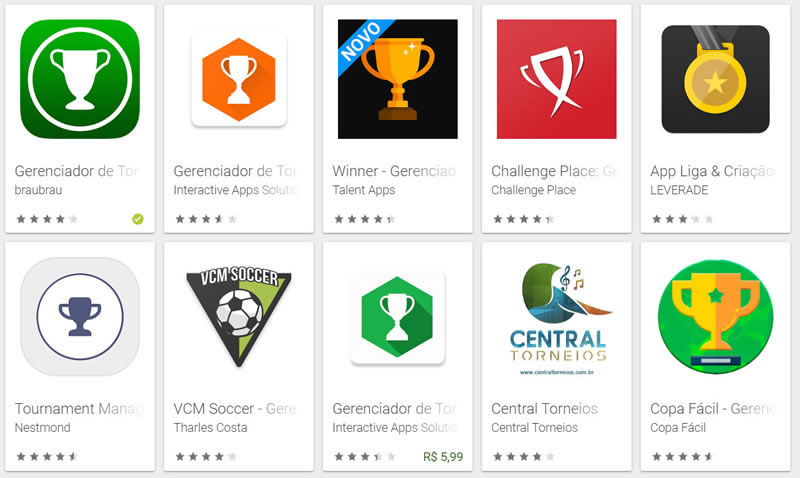 NOVO
Gerenciador de Tor
braubrau
Gerenciador de Tor
Interactive Apps Solutio
Winner - Gerenciad
Talent Apps
Challenge Place: Ge
Challenge Place
App Liga & Criação
LEVERADE
VCM SOCCER
CENTRAL
TORNEIOS
www.centraltorneios.com.br
Tournament Manag
Nestmond
VCM Soccer - Gere
Tharles Costa
Gerenciador de Tor
Interactive Apps Solutio
R$ 5,99
Central Torneios
Central Torneios
Copa Fácil - Gerenc
Copa Fácil